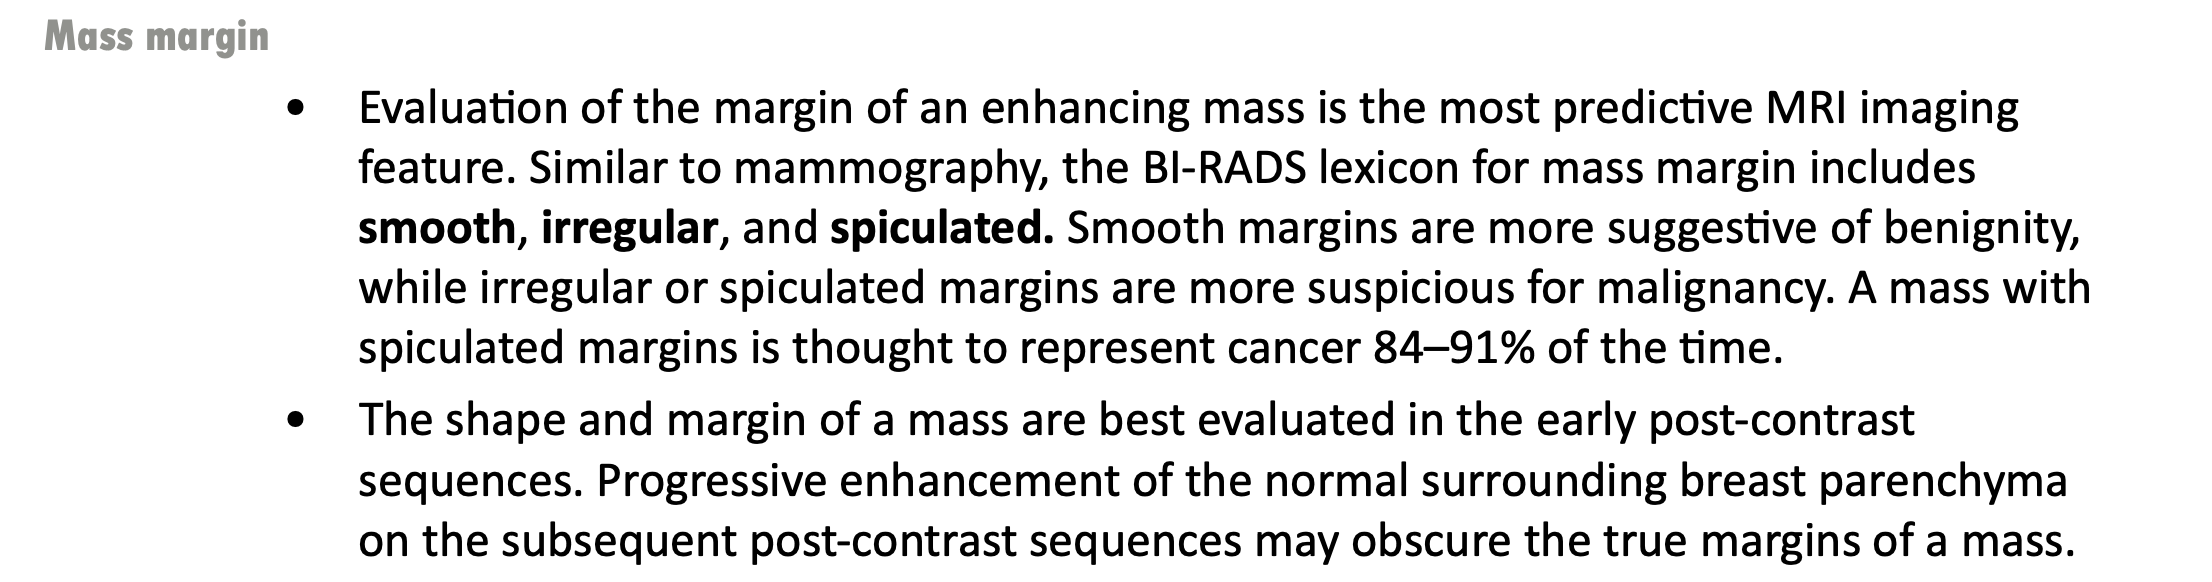 Mass margin
• Evaluation of the margin of an enhancing mass is the most predictive MRI imaging
feature. Similar to mammography, the BI-RADS lexicon for mass margin includes
smooth, irregular, and spiculated. Smooth margins are more suggestive of benignity,
while irregular or spiculated margins are more suspicious for malignancy. A mass with
spiculated margins is thought to represent cancer 84–91% of the time.
• The shape and margin of a mass are best evaluated in the early post-contrast
sequences. Progressive enhancement of the normal surrounding breast parenchyma
on the subsequent post-contrast sequences may obscure the true margins of a mass.